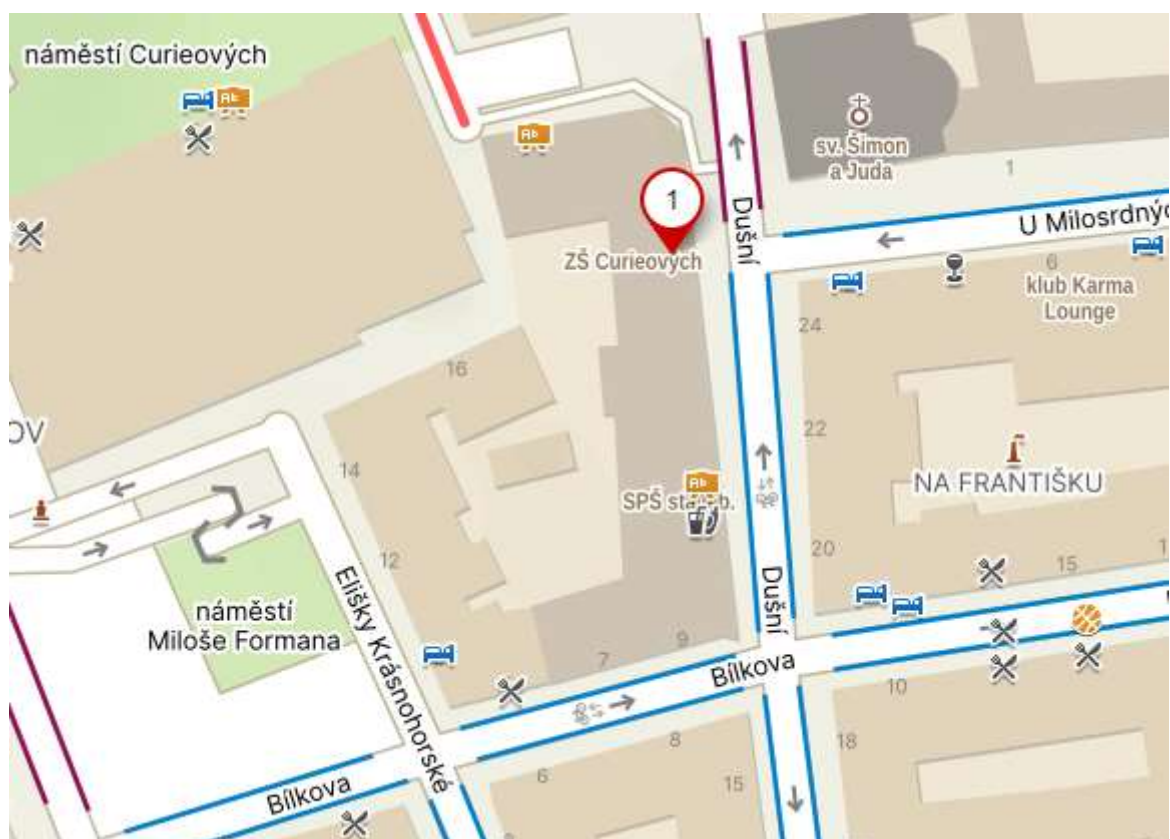 náměstí Curieových
sv. Šimon
a Juda
1
1
Dušní
U Milosrdných
ZŠ Curieových
6
klub Karma
Lounge
24
16
22
14
NA FRANTIŠKU
SPŠ
20
15
12
Elišky Krásnohorské
Dušní
náměstí
Miloše Formana
9
7
Bílkova
10
8
18
6
15
Bílkova